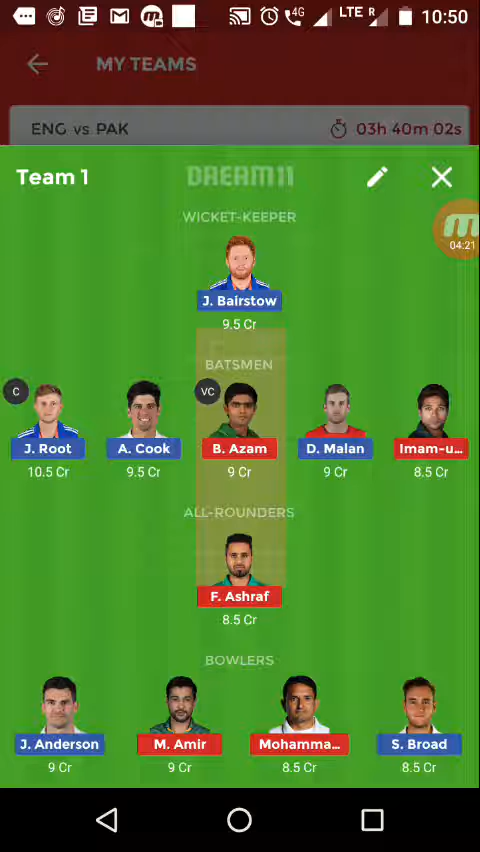 4G LTE R 10:50
MY TEAMS
ENG vs PAK 03h 40m 02s
Team 1 DREAM11
WICKET-KEEPER
04:21
J. Bairstow
9.5 Cr
BATSMEN
C VC
J. Root A. Cook B. Azam D. Malan Imam-u...
10.5 Cr 9.5 Cr 9 Cr 9 Cr 8.5 Cr
ALL-ROUNDERS
F. Ashraf
8.5 Cr
BOWLERS
J. Anderson M. Amir Mohamma... S. Broad
9 Cr 9 Cr 8.5 Cr 8.5 Cr